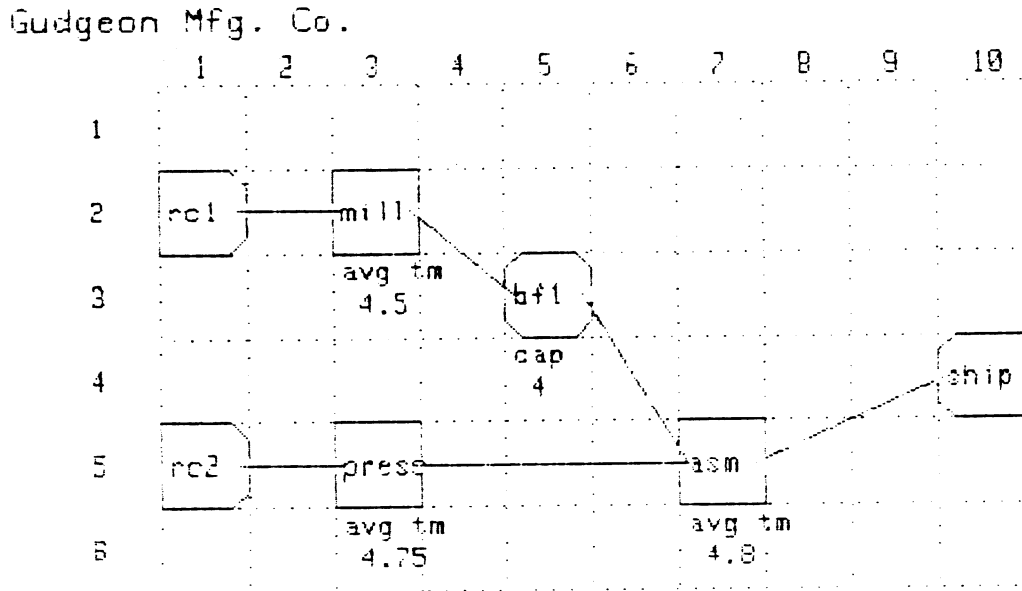 Gudgeon Mfg. Co.
1 2 3 4 5 6 7 8 9 10
1
2
rc1
mill
avg tm
4.5
3
bf1
cap
4
4
ship
5
rc2
press
asm
avg tm
4.75
avg tm
4.8
6